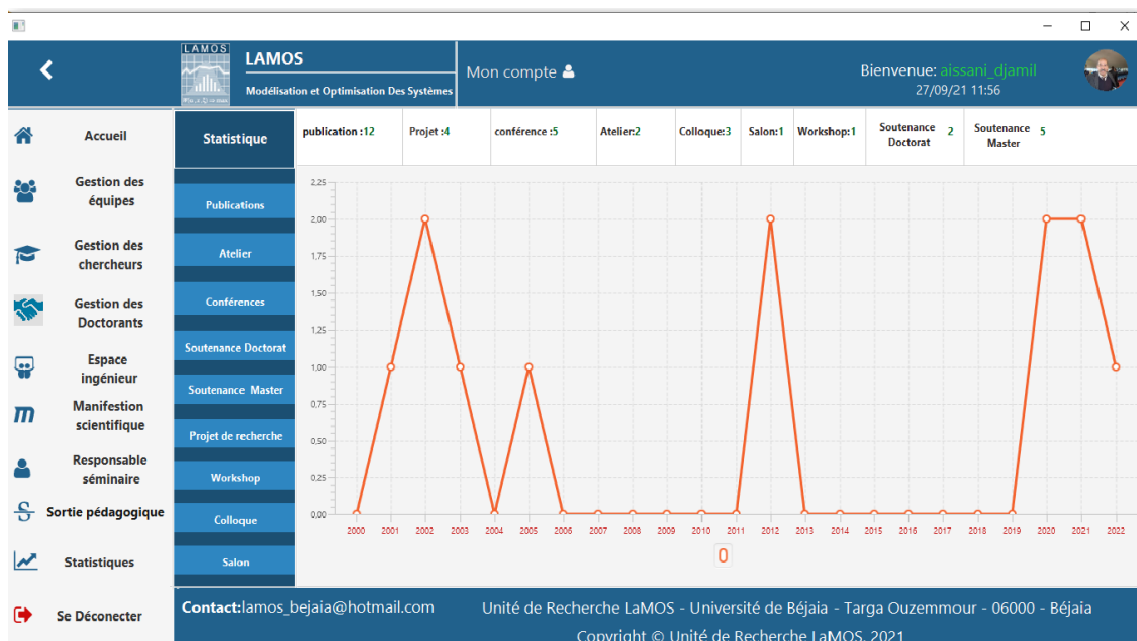 LAMOS
LAMOS
Modélisation et Optimisation Des Systèmes
Mon compte
Bienvenue: aissani_djamil
27/09/21 11:56
Accueil
Gestion des
équipes
Gestion des
chercheurs
Gestion des
Doctorants
Espace
ingénieur
Manifestion
scientifique
Responsable
séminaire
Sortie pédagogique
Statistiques
Se Déconecter
Statistique
Publications
Atelier
Conférences
Soutenance Doctorat
Soutenance Master
Projet de recherche
Workshop
Colloque
Salon
publication :12
Projet :4
conférence :5
Atelier:2
Colloque:3
Salon:1
Workshop:1
Soutenance 2
Doctorat
Soutenance 5
Master
2,25
2,00
1,75
1,50
1,25
1,00
0,75
0,50
0,25
0,00
2000 2001 2002 2003 2004 2005 2006 2007 2008 2009 2010 2011 2012 2013 2014 2015 2016 2017 2018 2019 2020 2021 2022
0
Contact:lamos_bejaia@hotmail.com
Unité de Recherche LaMOS - Université de Béjaia - Targa Ouzemmour - 06000 - Béjaia
Copyright © Unité de Recherche LaMOS, 2021